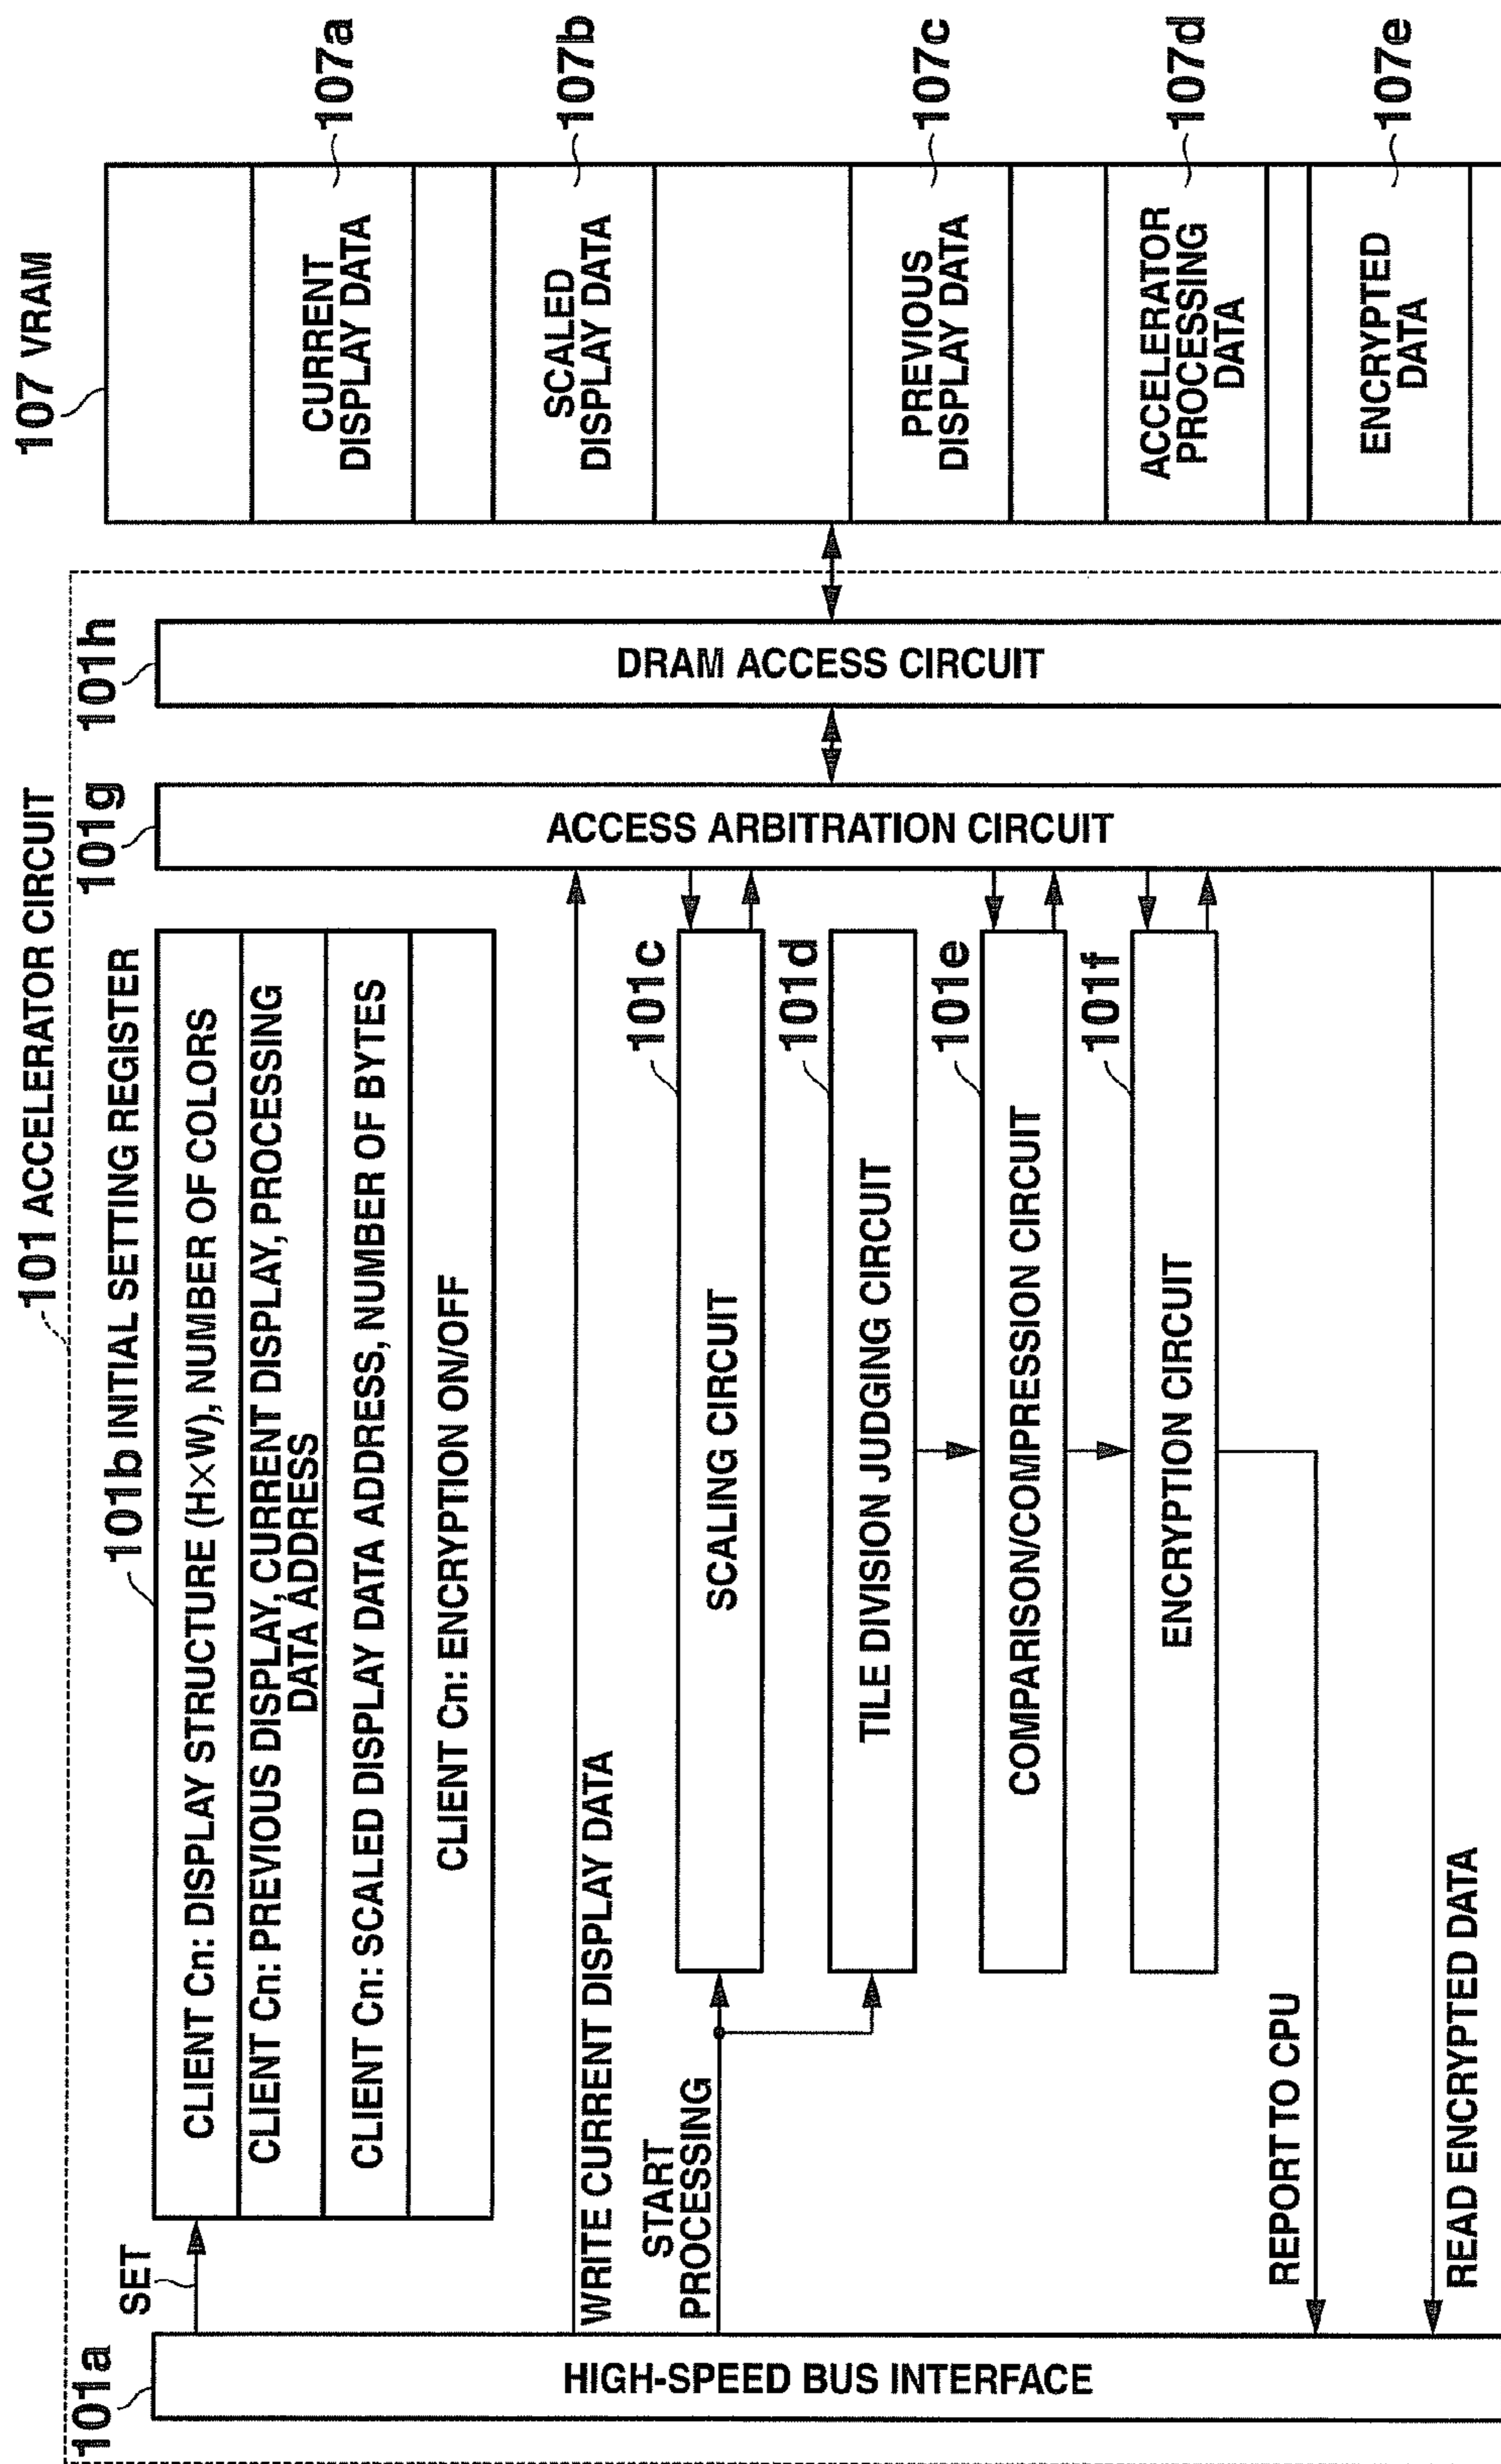 101 ACCELERATOR CIRCUIT
107 VRAM
101a
SET
101b INITIAL SETTING REGISTER
101g
101h
CLIENT Cn: DISPLAY STRUCTURE (H×W), NUMBER OF COLORS
CLIENT Cn: PREVIOUS DISPLAY, CURRENT DISPLAY, PROCESSING
DATA ADDRESS
CLIENT Cn: SCALED DISPLAY DATA ADDRESS, NUMBER OF BYTES
CLIENT Cn: ENCRYPTION ON/OFF
HIGH-SPEED BUS INTERFACE
WRITE CURRENT DISPLAY DATA
START
PROCESSING
101c
SCALING CIRCUIT
101d
TILE DIVISION JUDGING CIRCUIT
101e
COMPARISON/COMPRESSION CIRCUIT
101f
ENCRYPTION CIRCUIT
REPORT TO CPU
READ ENCRYPTED DATA
ACCESS ARBITRATION CIRCUIT
DRAM ACCESS CIRCUIT
CURRENT
DISPLAY DATA
107a
SCALED
DISPLAY DATA
107b
PREVIOUS
DISPLAY DATA
107c
ACCELERATOR
PROCESSING
DATA
107d
ENCRYPTED
DATA
107e